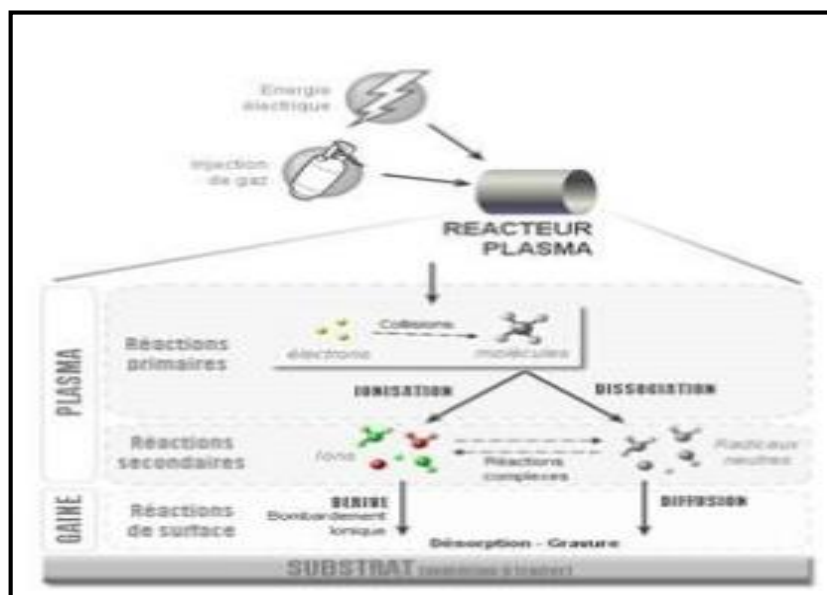 Energie
électrique
Injection
de gaz
REACTEUR
PLASMA
PLASMA
Réactions
primaires
électrons
Collisions
molécules
IONISATION
DISSOCIATION
Réactions
secondaires
Ions
Réactions
complexes
Radicaux
neutres
GAINE
Réactions
de surface
Bombardement
Ionique
DIFFUSION
Désorption - Gravure
SUBSTRAT